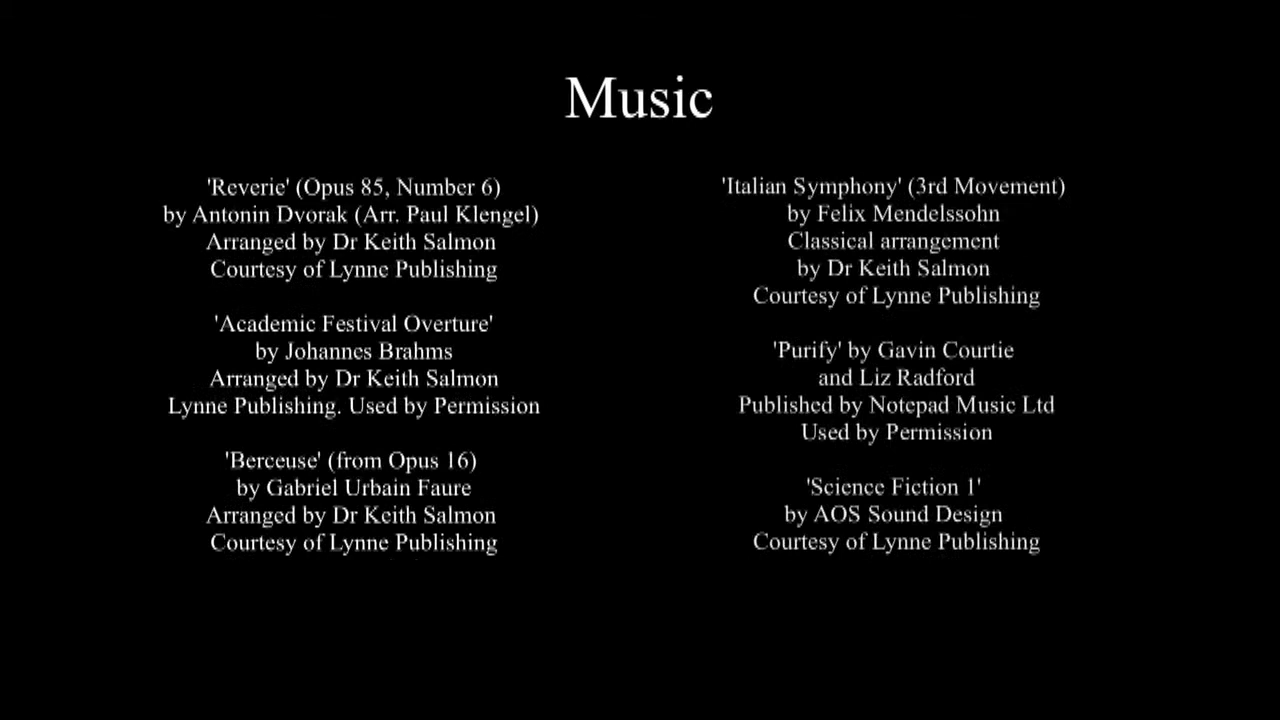 Music
'Reverie' (Opus 85, Number 6)
by Antonin Dvorak (Arr. Paul Klengel)
Arranged by Dr Keith Salmon
Courtesy of Lynne Publishing
'Academic Festival Overture'
by Johannes Brahms
Arranged by Dr Keith Salmon
Lynne Publishing. Used by Permission
'Berceuse' (from Opus 16)
by Gabriel Urbain Faure
Arranged by Dr Keith Salmon
Courtesy of Lynne Publishing
'Italian Symphony' (3rd Movement)
by Felix Mendelssohn
Classical arrangement
by Dr Keith Salmon
Courtesy of Lynne Publishing
'Purify' by Gavin Courtie
and Liz Radford
Published by Notepad Music Ltd
Used by Permission
'Science Fiction 1'
by AOS Sound Design
Courtesy of Lynne Publishing